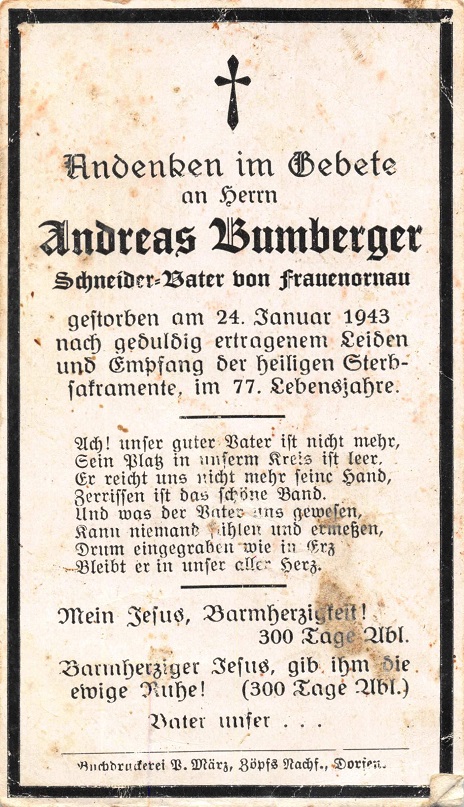 Andenken im Gebete
an Herrn
Andreas Bumberger
Schneider-Vater von Frauenornau
gestorben am 24. Januar 1943
nach geduldig ertragenem Leiden
und Empfang der heiligen Sterb-
sakramente, im 77. Lebensjahre.
Ach! unser guter Vater ist nicht mehr,
Sein Platz in unserm Kreis ist leer,
Er reicht uns nicht mehr seine Hand,
Zerrissen ist das schöne Band.
Und was der Vater uns gewesen,
Kann niemand fühlen und ermeßen,
Drum eingegraben wie in Erz
Bleibt er in unser aller Herz.
Mein Jesus, Barmherzigkeit!
300 Tage Abl.
Barmherziger Jesus, gib ihm die
ewige Ruhe! (300 Tage Abl.)
Vater unser . . .
Buchdruckerei P. März, Zöpfs Nachf., Dorfen.